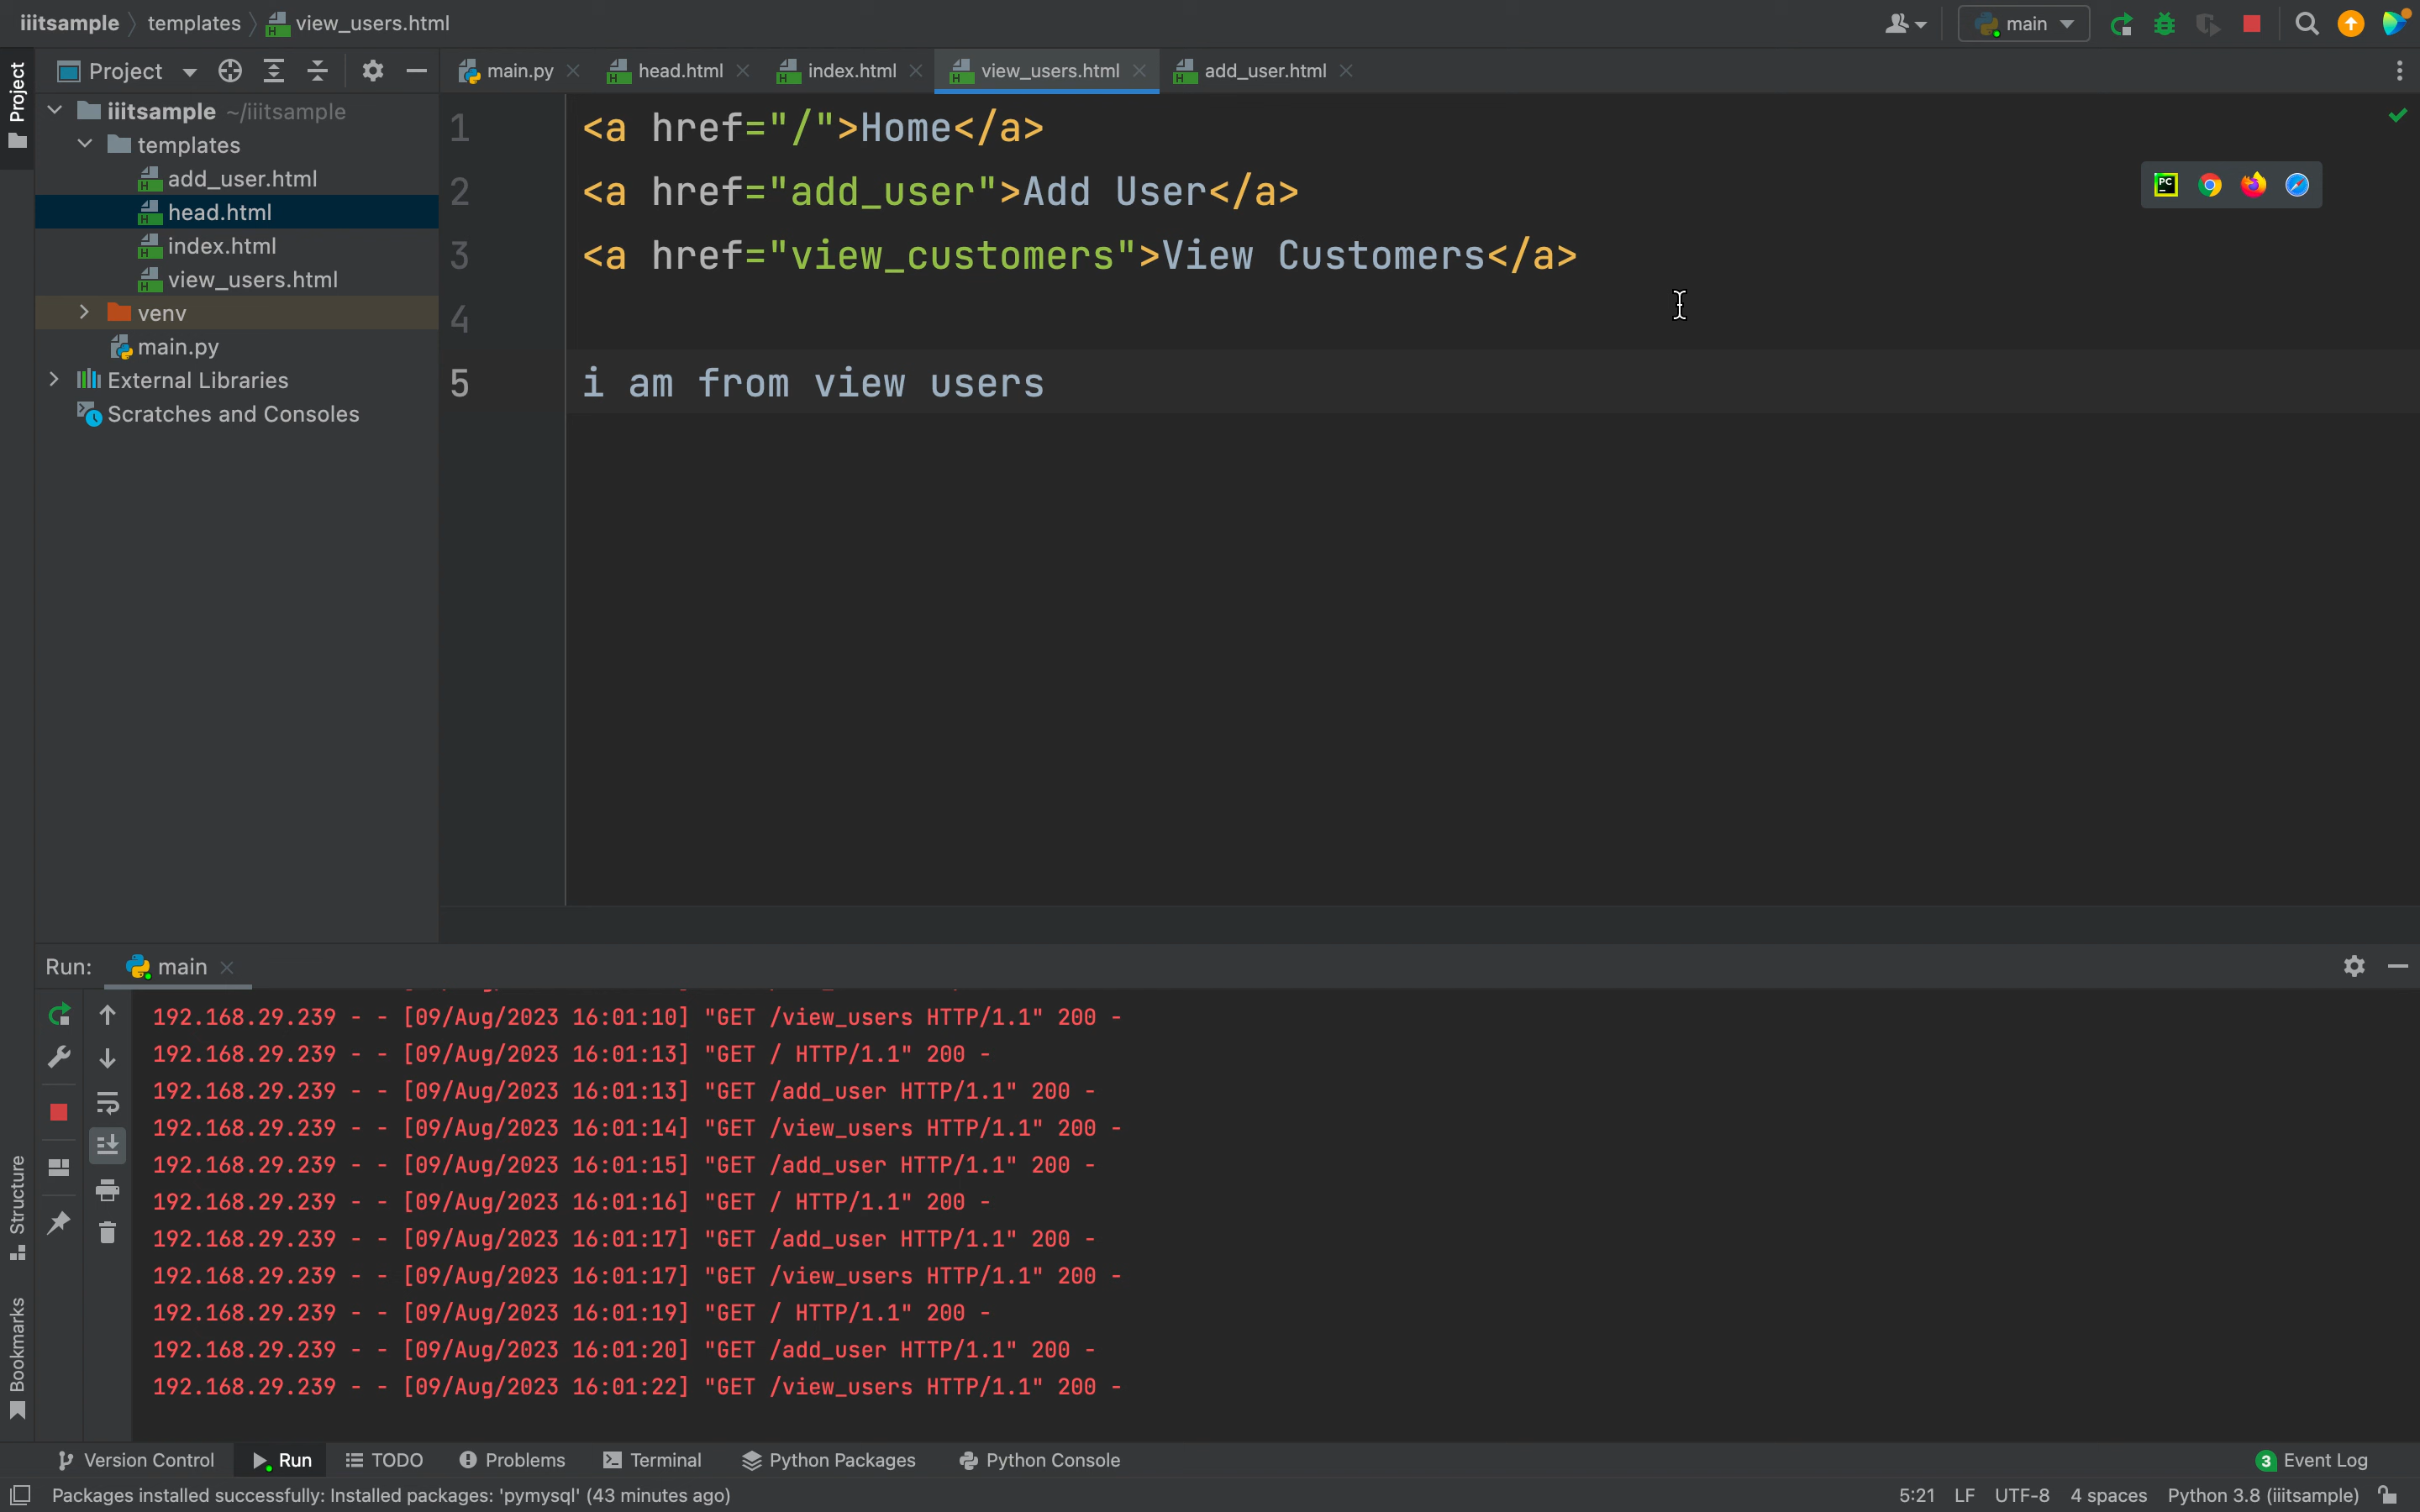 iiitsample templates view_users.html
main
Project
Project
main.py head.html index.html view_users.html add_user.html
iiitsample ~/iiitsample
templates
add_user.html
head.html
index.html
view_users.html
venv
main.py
External Libraries
Scratches and Consoles
1 <a href="/">Home</a>
2 <a href="add_user">Add User</a>
3 <a href="view_customers">View Customers</a>
4
5 i am from view users
Run: main
192.168.29.239 - - [09/Aug/2023 16:01:10] "GET /view_users HTTP/1.1" 200 -
192.168.29.239 - - [09/Aug/2023 16:01:13] "GET / HTTP/1.1" 200 -
192.168.29.239 - - [09/Aug/2023 16:01:13] "GET /add_user HTTP/1.1" 200 -
192.168.29.239 - - [09/Aug/2023 16:01:14] "GET /view_users HTTP/1.1" 200 -
192.168.29.239 - - [09/Aug/2023 16:01:15] "GET /add_user HTTP/1.1" 200 -
192.168.29.239 - - [09/Aug/2023 16:01:16] "GET / HTTP/1.1" 200 -
192.168.29.239 - - [09/Aug/2023 16:01:17] "GET /add_user HTTP/1.1" 200 -
192.168.29.239 - - [09/Aug/2023 16:01:17] "GET /view_users HTTP/1.1" 200 -
192.168.29.239 - - [09/Aug/2023 16:01:19] "GET / HTTP/1.1" 200 -
192.168.29.239 - - [09/Aug/2023 16:01:20] "GET /add_user HTTP/1.1" 200 -
192.168.29.239 - - [09/Aug/2023 16:01:22] "GET /view_users HTTP/1.1" 200 -
Structure
Bookmarks
Version Control Run TODO Problems Terminal Python Packages Python Console 3 Event Log
Packages installed successfully: Installed packages: 'pymysql' (43 minutes ago) 5:21 LF UTF-8 4 spaces Python 3.8 (iiitsample)